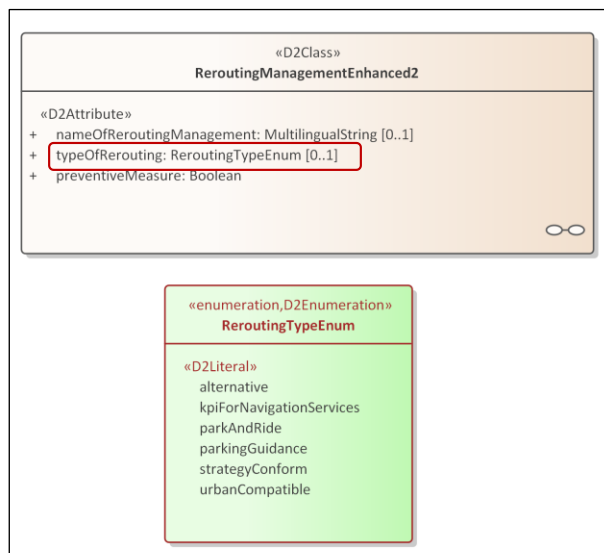 «D2Class»
ReroutingManagementEnhanced2
«D2Attribute»
+ nameOfReroutingManagement: MultilingualString [0..1]
+ typeOfRerouting: ReroutingTypeEnum [0..1]
+ preventiveMeasure: Boolean
«enumeration,D2Enumeration»
ReroutingTypeEnum
«D2Literal»
alternative
kpiForNavigationServices
parkAndRide
parkingGuidance
strategyConform
urbanCompatible